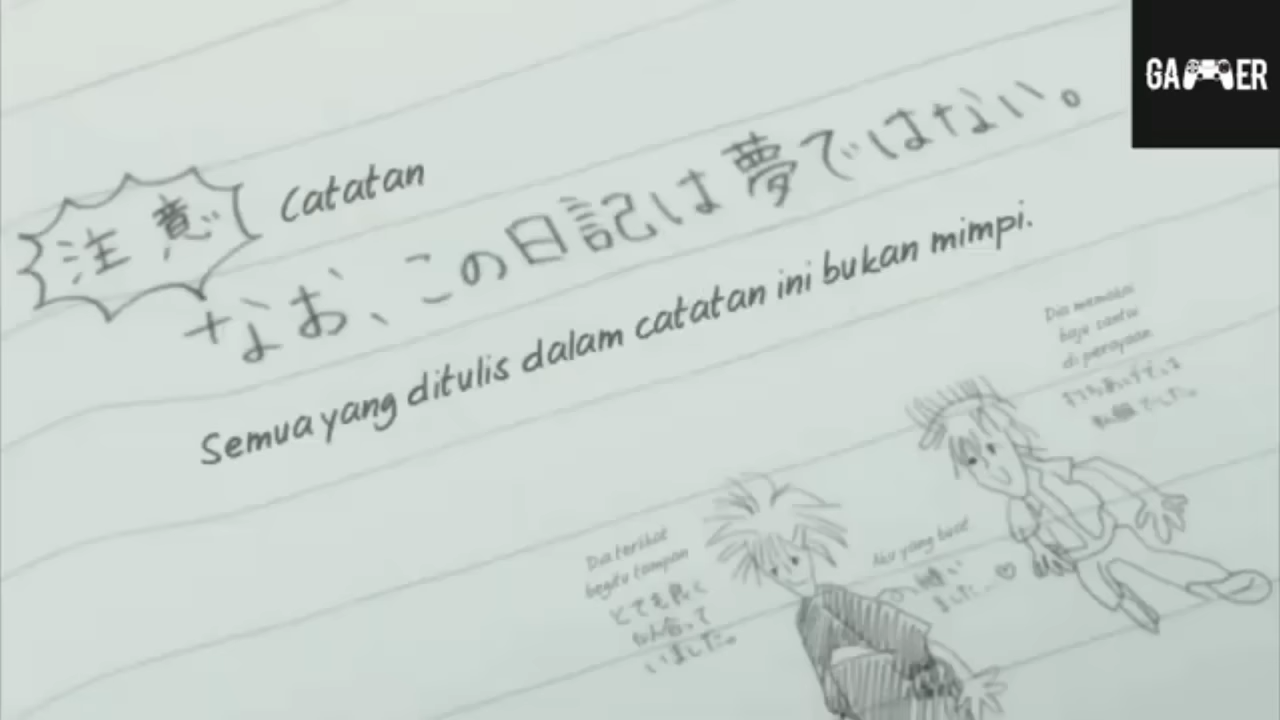 GAMER
注意
Catatan
なお、この日記は夢ではない。
Semua yang ditulis dalam catatan ini bukan mimpi.
Dia memakai
baju santai
di perayaan
Dia terlihat
begitu tampan
とても良く
似合って
いました。
Aku yang buat